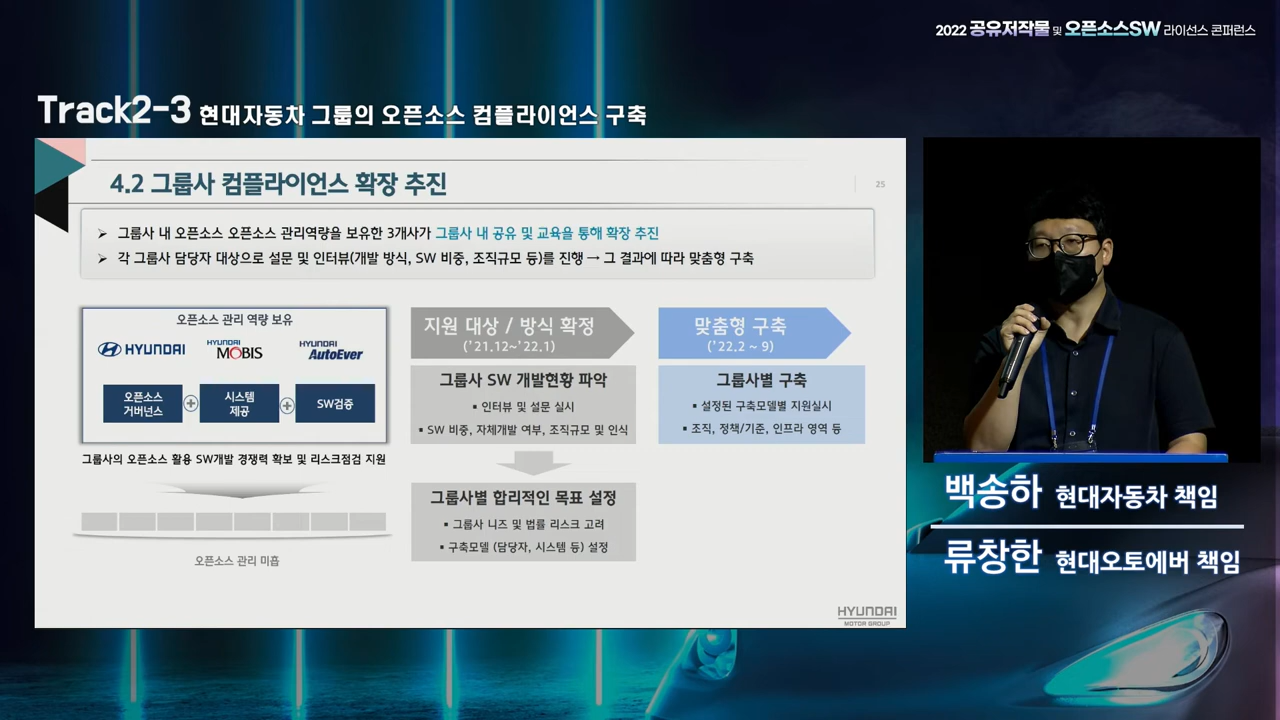 2022 공유저작물 및 오픈소스SW 라이선스 콘퍼런스
Track2-3 현대자동차 그룹의 오픈소스 컴플라이언스 구축
4.2 그룹사 컴플라이언스 확장 추진
25
➢ 그룹사 내 오픈소스 오픈소스 관리역량을 보유한 3개사가 그룹사 내 공유 및 교육을 통해 확장 추진
➢ 각 그룹사 담당자 대상으로 설문 및 인터뷰(개발 방식, SW 비중, 조직규모 등)를 진행 → 그 결과에 따라 맞춤형 구축
오픈소스 관리 역량 보유
HYUNDAI
HYUNDAI
MOBIS
HYUNDAI
AutoEver
오픈소스
거버넌스
+
시스템
제공
+
SW검증
그룹사의 오픈소스 활용 SW개발 경쟁력 확보 및 리스크점검 지원
오픈소스 관리 미흡
지원 대상 / 방식 확정
('21.12~'22.1)
그룹사 SW 개발현황 파악
▪ 인터뷰 및 설문 실시
▪ SW 비중, 자체개발 여부, 조직규모 및 인식
그룹사별 합리적인 목표 설정
▪ 그룹사 니즈 및 법률 리스크 고려
▪ 구축모델 (담당자, 시스템 등) 설정
맞춤형 구축
('22.2 ~ 9)
그룹사별 구축
▪ 설정된 구축모델별 지원실시
▪ 조직, 정책/기준, 인프라 영역 등
HYUNDAI
MOTOR GROUP
백송하 현대자동차 책임
류창한 현대오토에버 책임